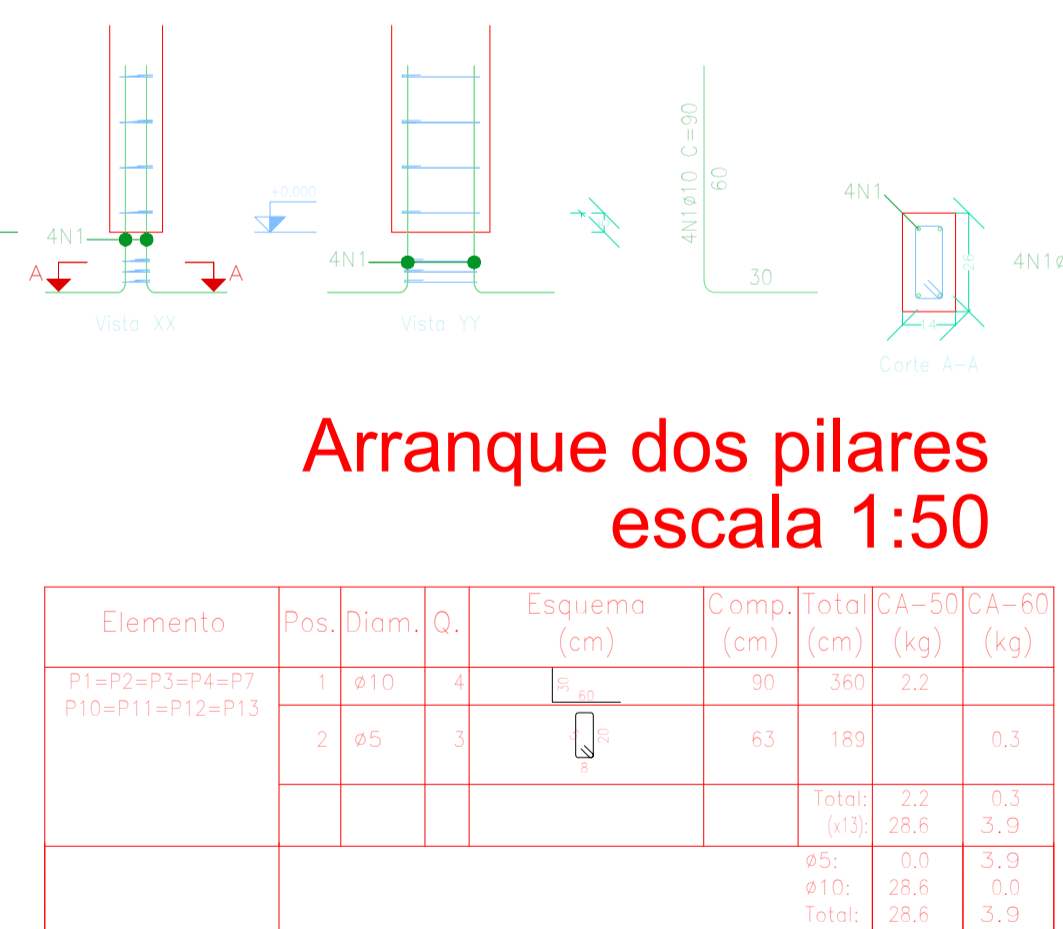 +0.000
4N1
A
A
Vista XX
4N1
Vista YY
4N1ø10 C=90
60
30
4N1
26
14
Corte A-A
4N1
Arranque dos pilares
escala 1:50
Elemento Pos. Diam. Q. Esquema (cm) Comp. (cm) Total (cm) CA-50 (kg) CA-60 (kg)
P1=P2=P3=P4=P7 1 ø10 4 30 60 90 360 2.2
P10=P11=P12=P13
2 ø5 3 20 8 63 189 0.3
Total: 2.2 0.3
(x13): 28.6 3.9
ø5: 0.0 3.9
ø10: 28.6 0.0
Total: 28.6 3.9